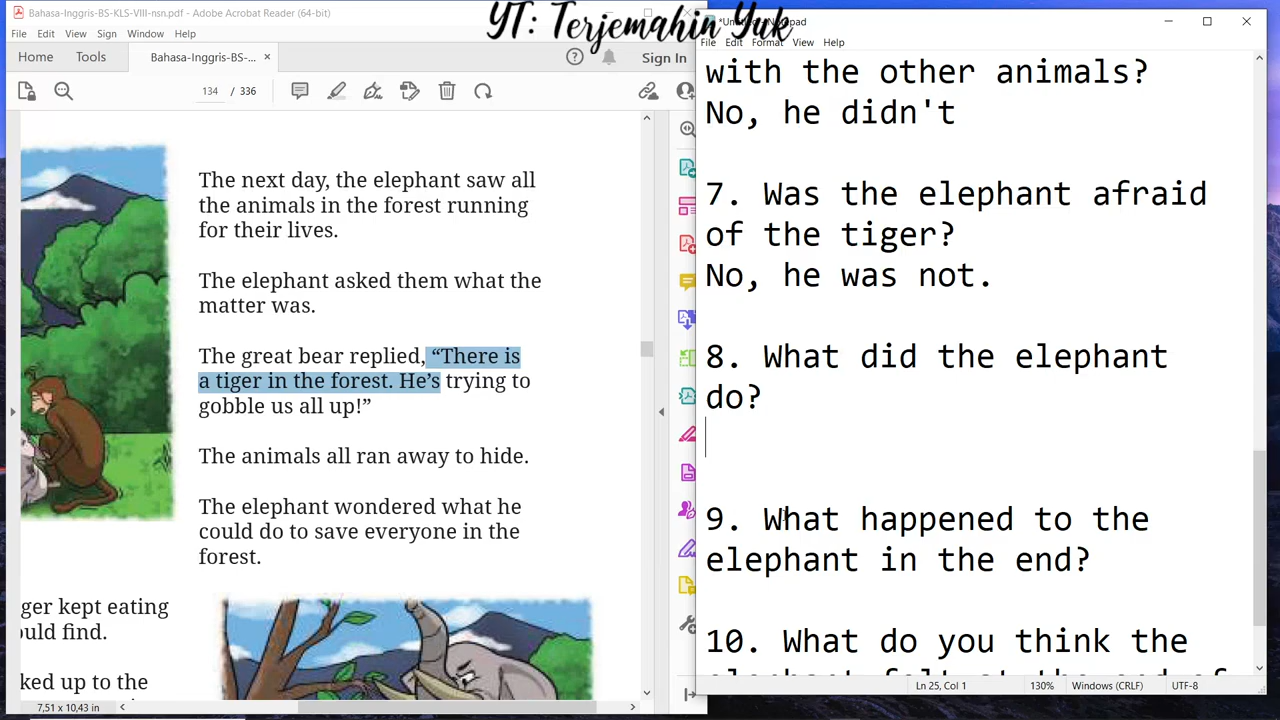 YT: Terjemahin Yuk
Bahasa-Inggris-BS-KLS-VIII-nsn.pdf - Adobe Acrobat Reader (64-bit)
File Edit View Sign Window Help
Home Tools Bahasa-Inggris-BS-... × Sign In
134 / 336
The next day, the elephant saw all
the animals in the forest running
for their lives.
The elephant asked them what the
matter was.
The great bear replied, “There is
a tiger in the forest. He’s trying to
gobble us all up!”
The animals all ran away to hide.
The elephant wondered what he
could do to save everyone in the
forest.
ger kept eating
ould find.
ked up to the
7,51 x 10,43 in
File Edit Format View Help
with the other animals?
No, he didn't
7. Was the elephant afraid
of the tiger?
No, he was not.
8. What did the elephant
do?
9. What happened to the
elephant in the end?
10. What do you think the
Ln 25, Col 1 130% Windows (CRLF) UTF-8